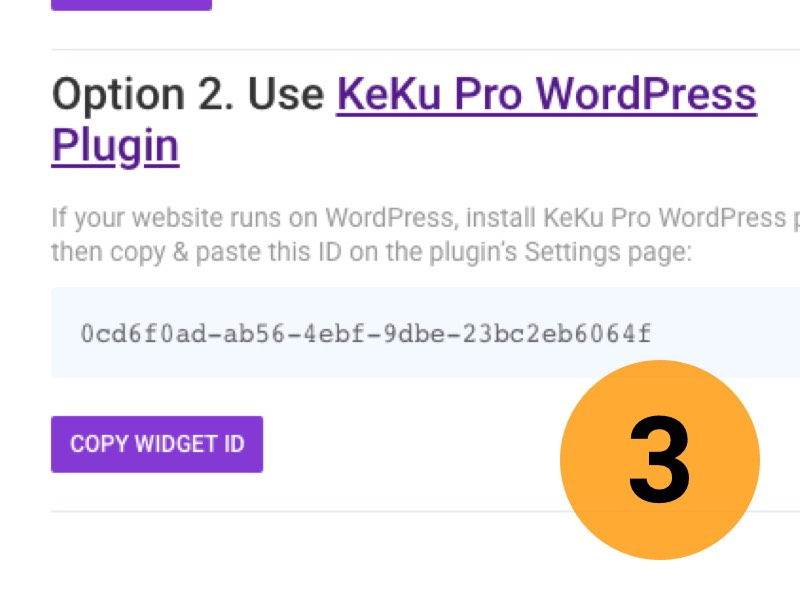 Option 2. Use KeKu Pro WordPress
Plugin
If your website runs on WordPress, install KeKu Pro WordPress
then copy & paste this ID on the plugin's Settings page:
0cd6f0ad-ab56-4ebf-9dbe-23bc2eb6064f
COPY WIDGET ID
3